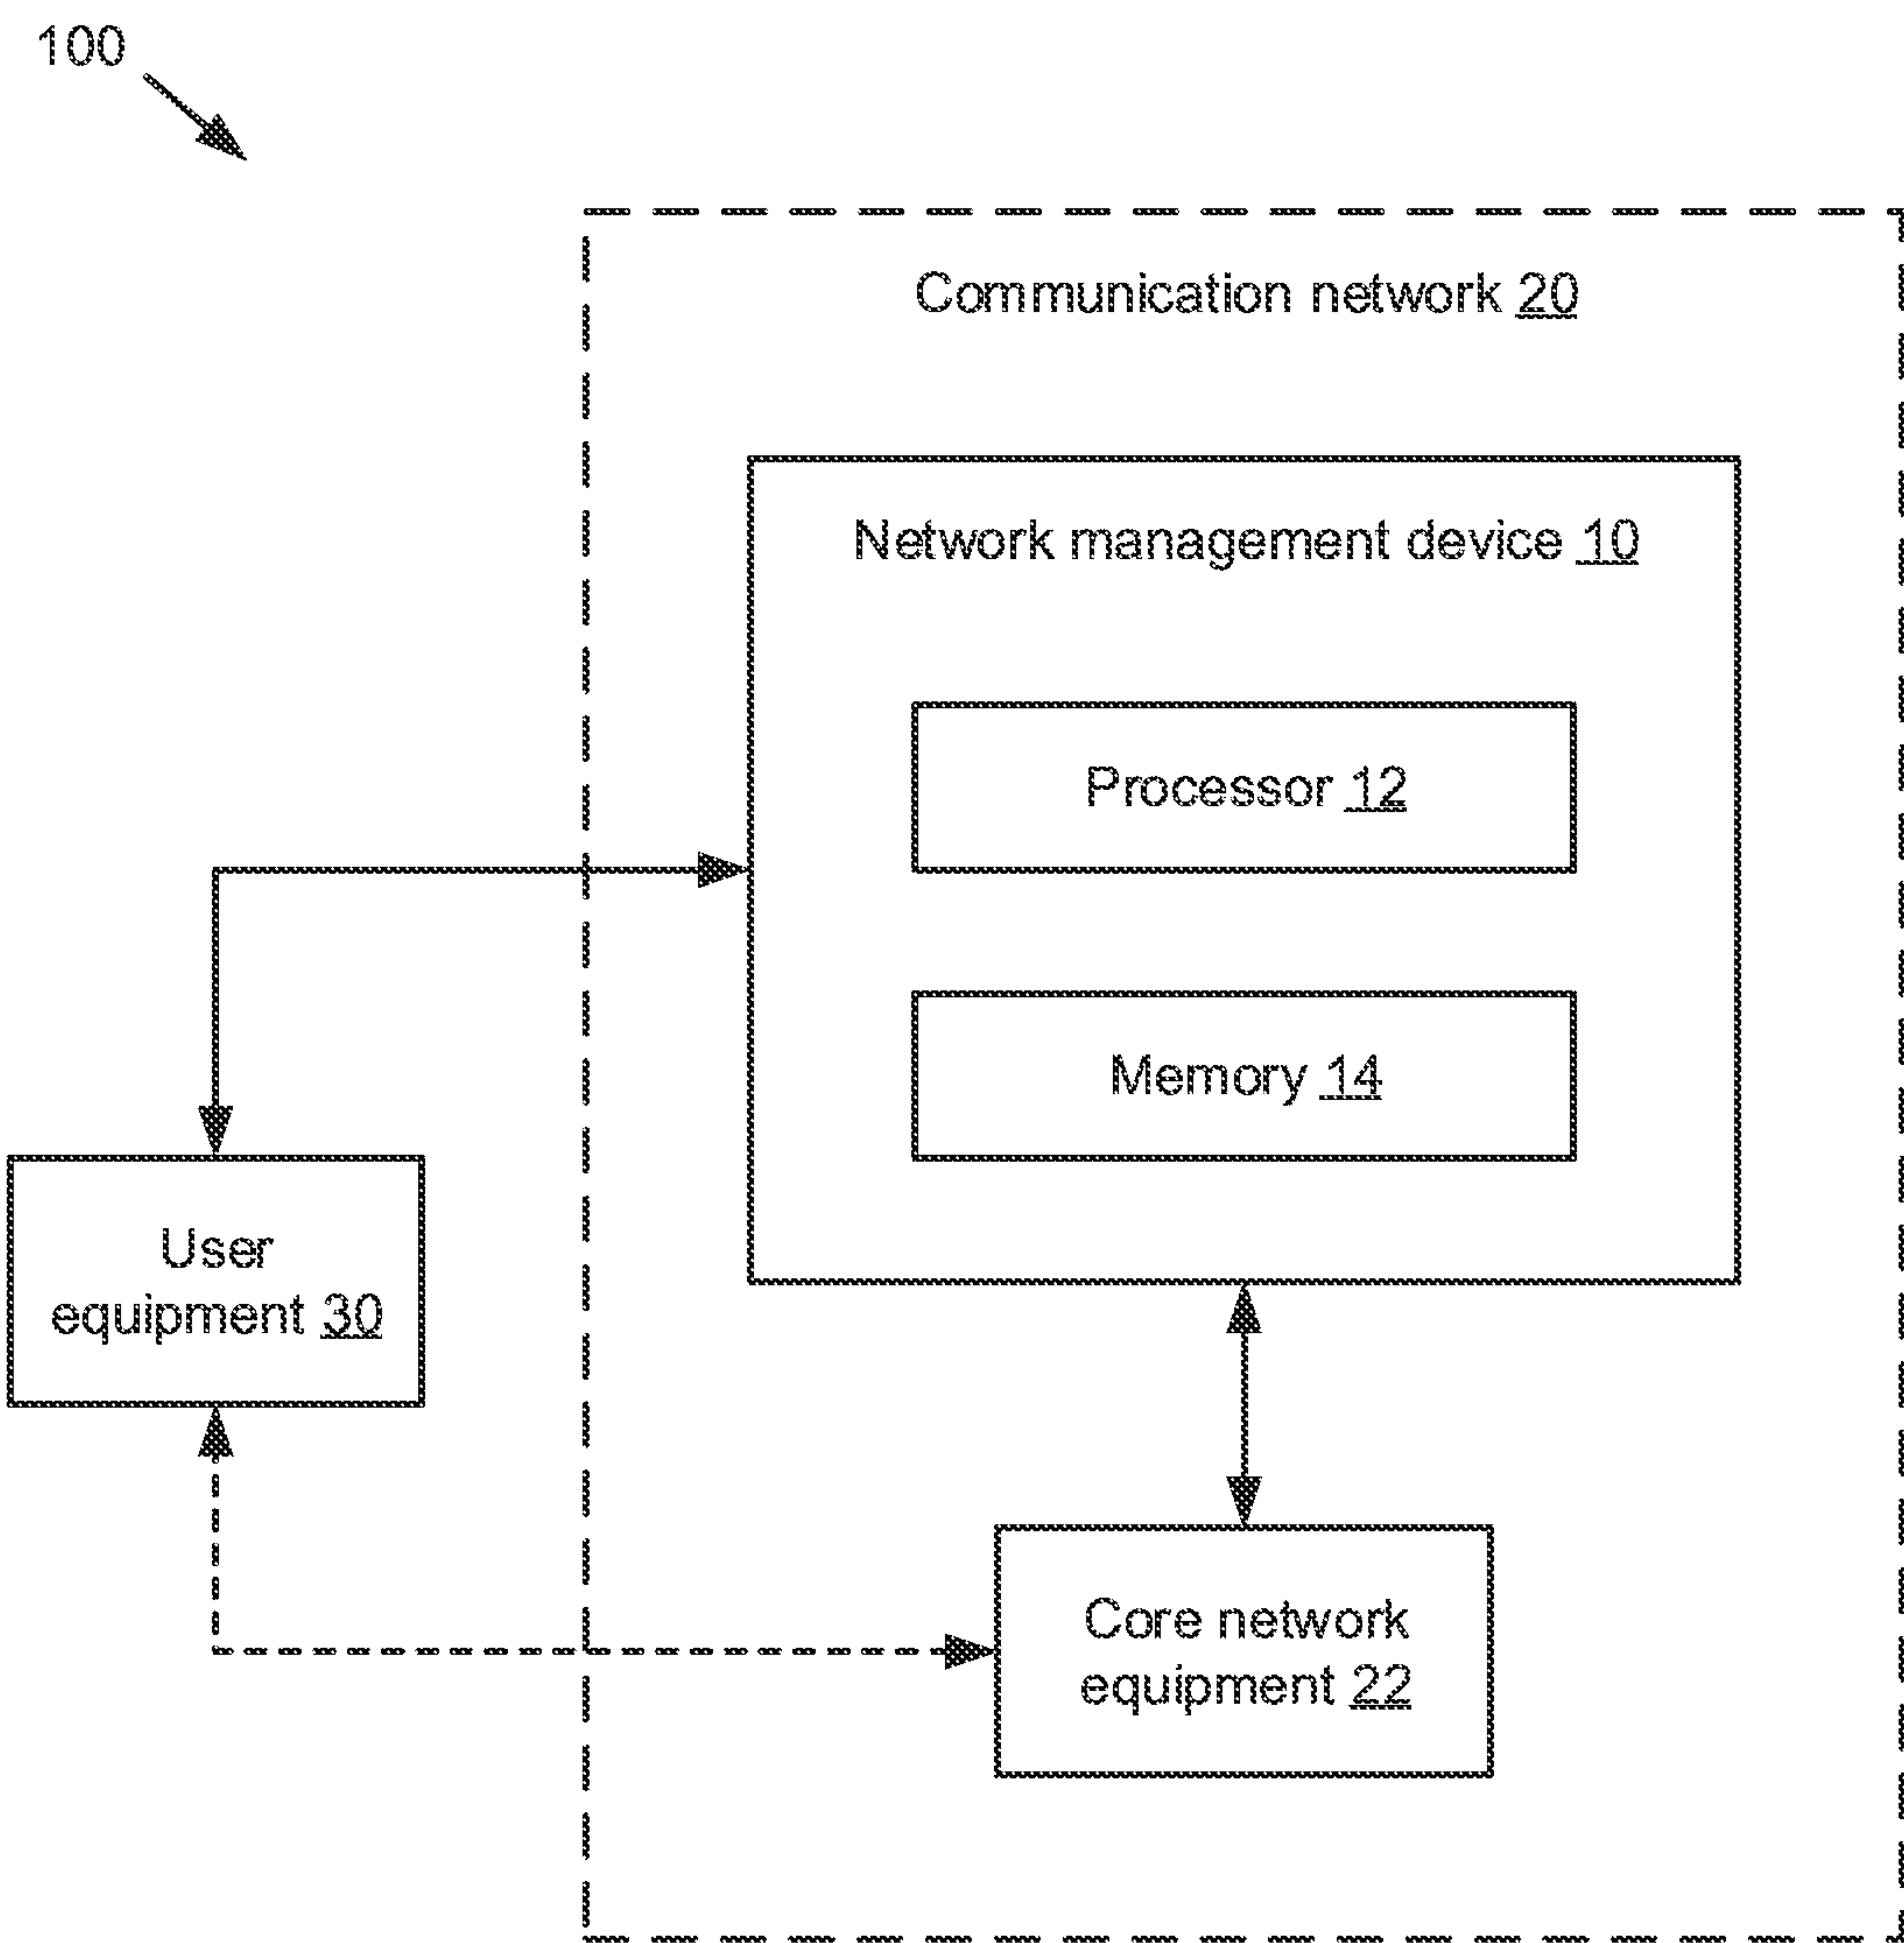 100
Communication network 20
Network management device 10
Processor 12
Memory 14
User
equipment 30
Core network
equipment 22